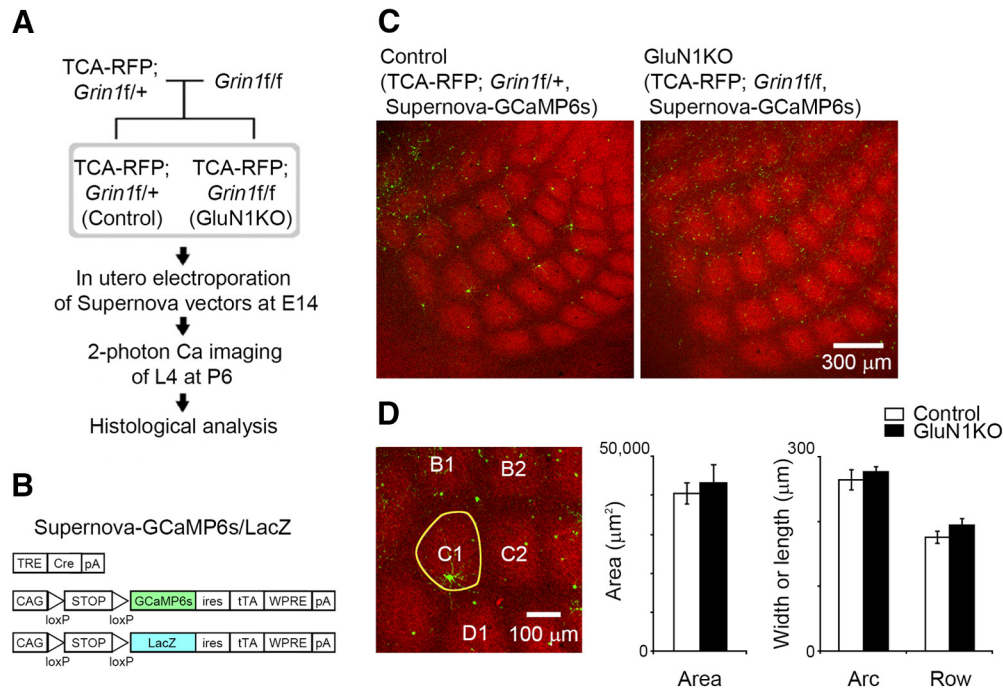 A
TCA-RFP;
Grin1f/+
Grin1f/f
TCA-RFP;
Grin1f/+
(Control)
TCA-RFP;
Grin1f/f
(GluN1KO)
In utero electroporation
of Supernova vectors at E14
2-photon Ca imaging
of L4 at P6
Histological analysis
B
Supernova-GCaMP6s/LacZ
TRE Cre pA
CAG STOP GCaMP6s ires tTA WPRE pA
loxP loxP
CAG STOP LacZ ires tTA WPRE pA
loxP loxP
C
Control
(TCA-RFP; Grin1f/+,
Supernova-GCaMP6s)
GluN1KO
(TCA-RFP; Grin1f/f,
Supernova-GCaMP6s)
300 μm
D
B1 B2
C1 C2
D1
100 μm
50,000
Area (μm²)
0
Area
Control
GluN1KO
300
Width or length (μm)
0
Arc Row